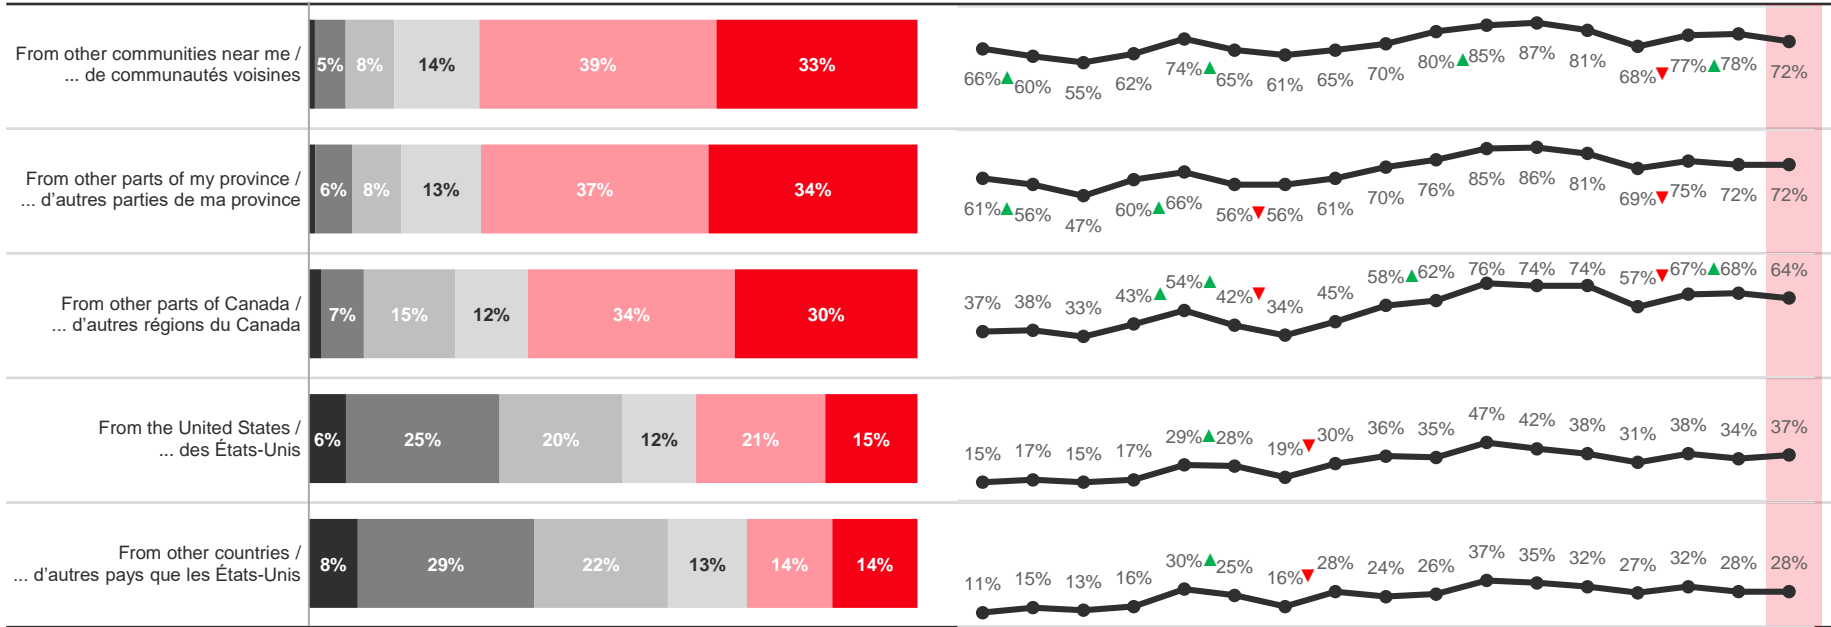 From other communities near me /
... de communautés voisines
5% 8% 14% 39% 33%
66%▲60% 55% 62% 74%▲65% 61% 65% 70% 80%▲85% 87% 81% 68%▼77%▲78% 72%
From other parts of my province /
... d'autres parties de ma province
6% 8% 13% 37% 34%
61%▲56% 47% 60%▲66% 56%▼56% 61% 70% 76% 85% 86% 81% 69%▼75% 72% 72%
From other parts of Canada /
... d'autres régions du Canada
7% 15% 12% 34% 30%
37% 38% 33% 43%▲54%▲42%▼34% 45% 58%▲62% 76% 74% 74% 57%▼67%▲68% 64%
From the United States /
... des États-Unis
6% 25% 20% 12% 21% 15%
15% 17% 15% 17% 29%▲28% 19%▼30% 36% 35% 47% 42% 38% 31% 38% 34% 37%
From other countries /
... d'autres pays que les États-Unis
8% 29% 22% 13% 14% 14%
11% 15% 13% 16% 30%▲25% 16%▼28% 24% 26% 37% 35% 32% 27% 32% 28% 28%